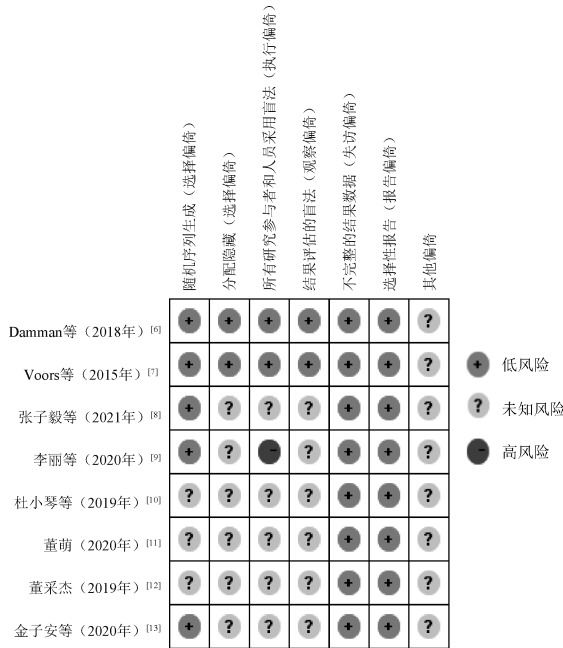 随机序列生成（选择偏倚）
分配隐藏（选择偏倚）
所有研究参与者和人员采用盲法（执行偏倚）
结果评估的盲法（观察偏倚）
不完整的结果数据（失访偏倚）
选择性报告（报告偏倚）
其他偏倚
Damman等（2018年）[6] + + + + + + ?
Voors等（2015年）[7] + + + + + + ?
张子毅等（2021年）[8] + ? ? ? + + ?
李丽等（2020年）[9] + ? - ? + + ?
杜小琴等（2019年）[10] ? ? ? ? + + ?
董萌（2020年）[11] ? ? ? ? + + ?
董采杰（2019年）[12] ? ? ? ? + + ?
金子安等（2020年）[13] + ? ? ? + + ?
+ 低风险
? 未知风险
- 高风险